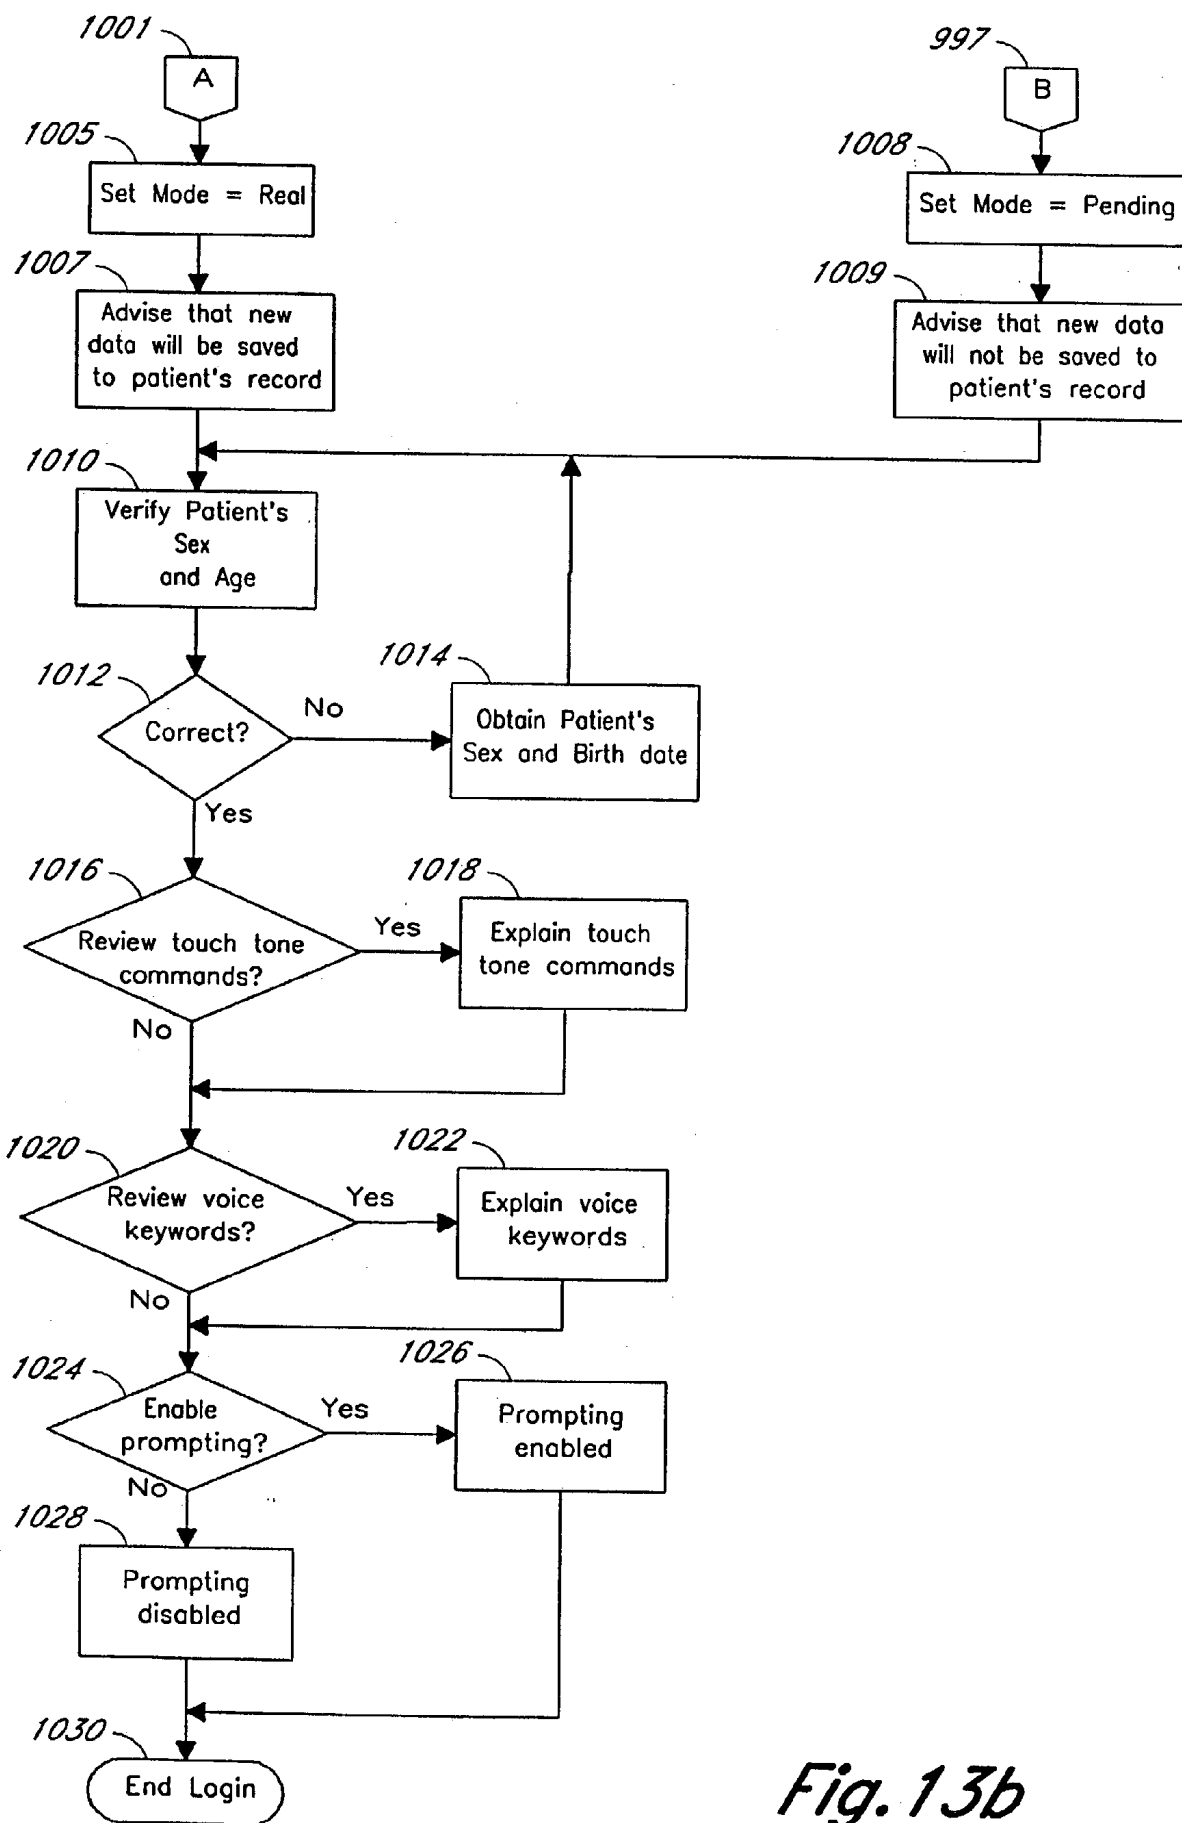 1001
A
997
B
1005
Set Mode = Real
1008
Set Mode = Pending
1007
Advise that new
data will be saved
to patient's record
1009
Advise that new data
will not be saved to
patient's record
1010
Verify Patient's
Sex
and Age
1012
Correct?
No
1014
Obtain Patient's
Sex and Birth date
Yes
1016
Review touch tone
commands?
Yes
1018
Explain touch
tone commands
No
1020
Review voice
keywords?
Yes
1022
Explain voice
keywords
No
1024
Enable
prompting?
Yes
1026
Prompting
enabled
No
1028
Prompting
disabled
1030
End Login
Fig. 13b